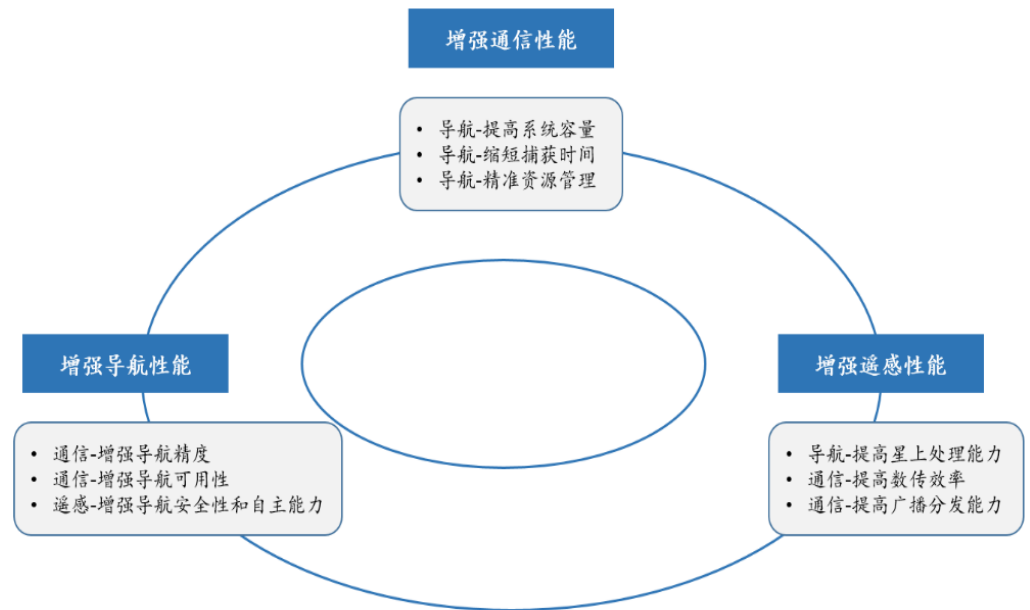 增强通信性能
• 导航-提高系统容量
• 导航-缩短捕获时间
• 导航-精准资源管理
增强导航性能
• 通信-增强导航精度
• 通信-增强导航可用性
• 遥感-增强导航安全性和自主能力
增强遥感性能
• 导航-提高星上处理能力
• 通信-提高数传效率
• 通信-提高广播分发能力